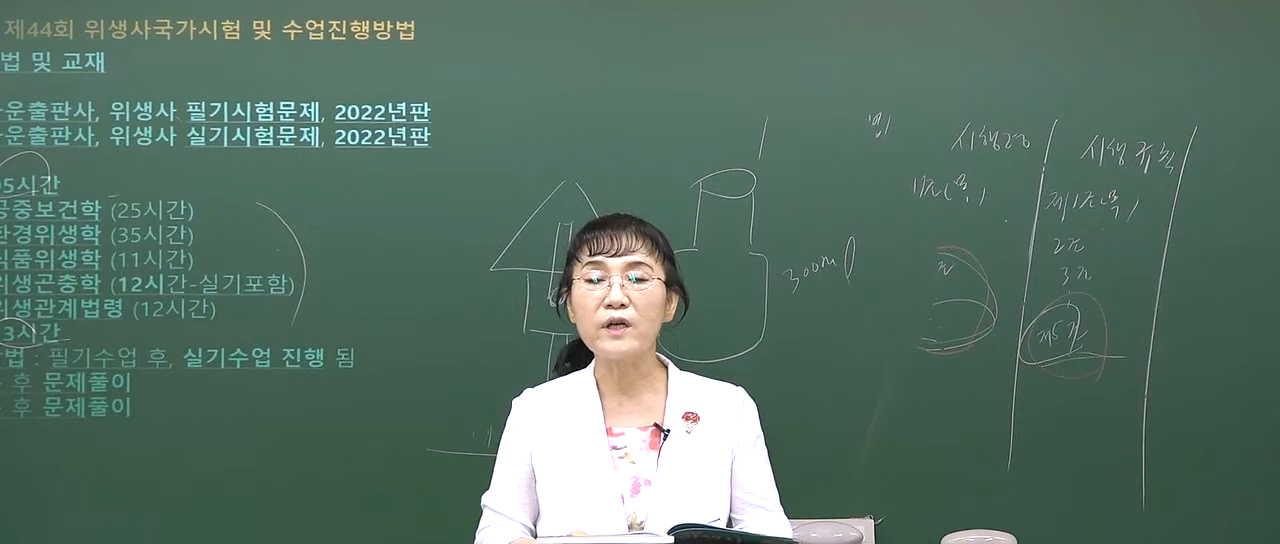 제44회 위생사국가시험 및 수업진행방법
법 및 교재
운출판사, 위생사 필기시험문제, 2022년판
운출판사, 위생사 실기시험문제, 2022년판
5시간
공중보건학 (25시간)
환경위생학 (35시간)
식품위생학 (11시간)
위생곤충학 (12시간-실기포함)
위생관계법령 (12시간)
3시간
법 : 필기수업 후, 실기수업 진행 됨
후 문제풀이
후 문제풀이
300ml
법
시행령
시행규칙
1조(목)
제1조(목)
2조
3조
제5조